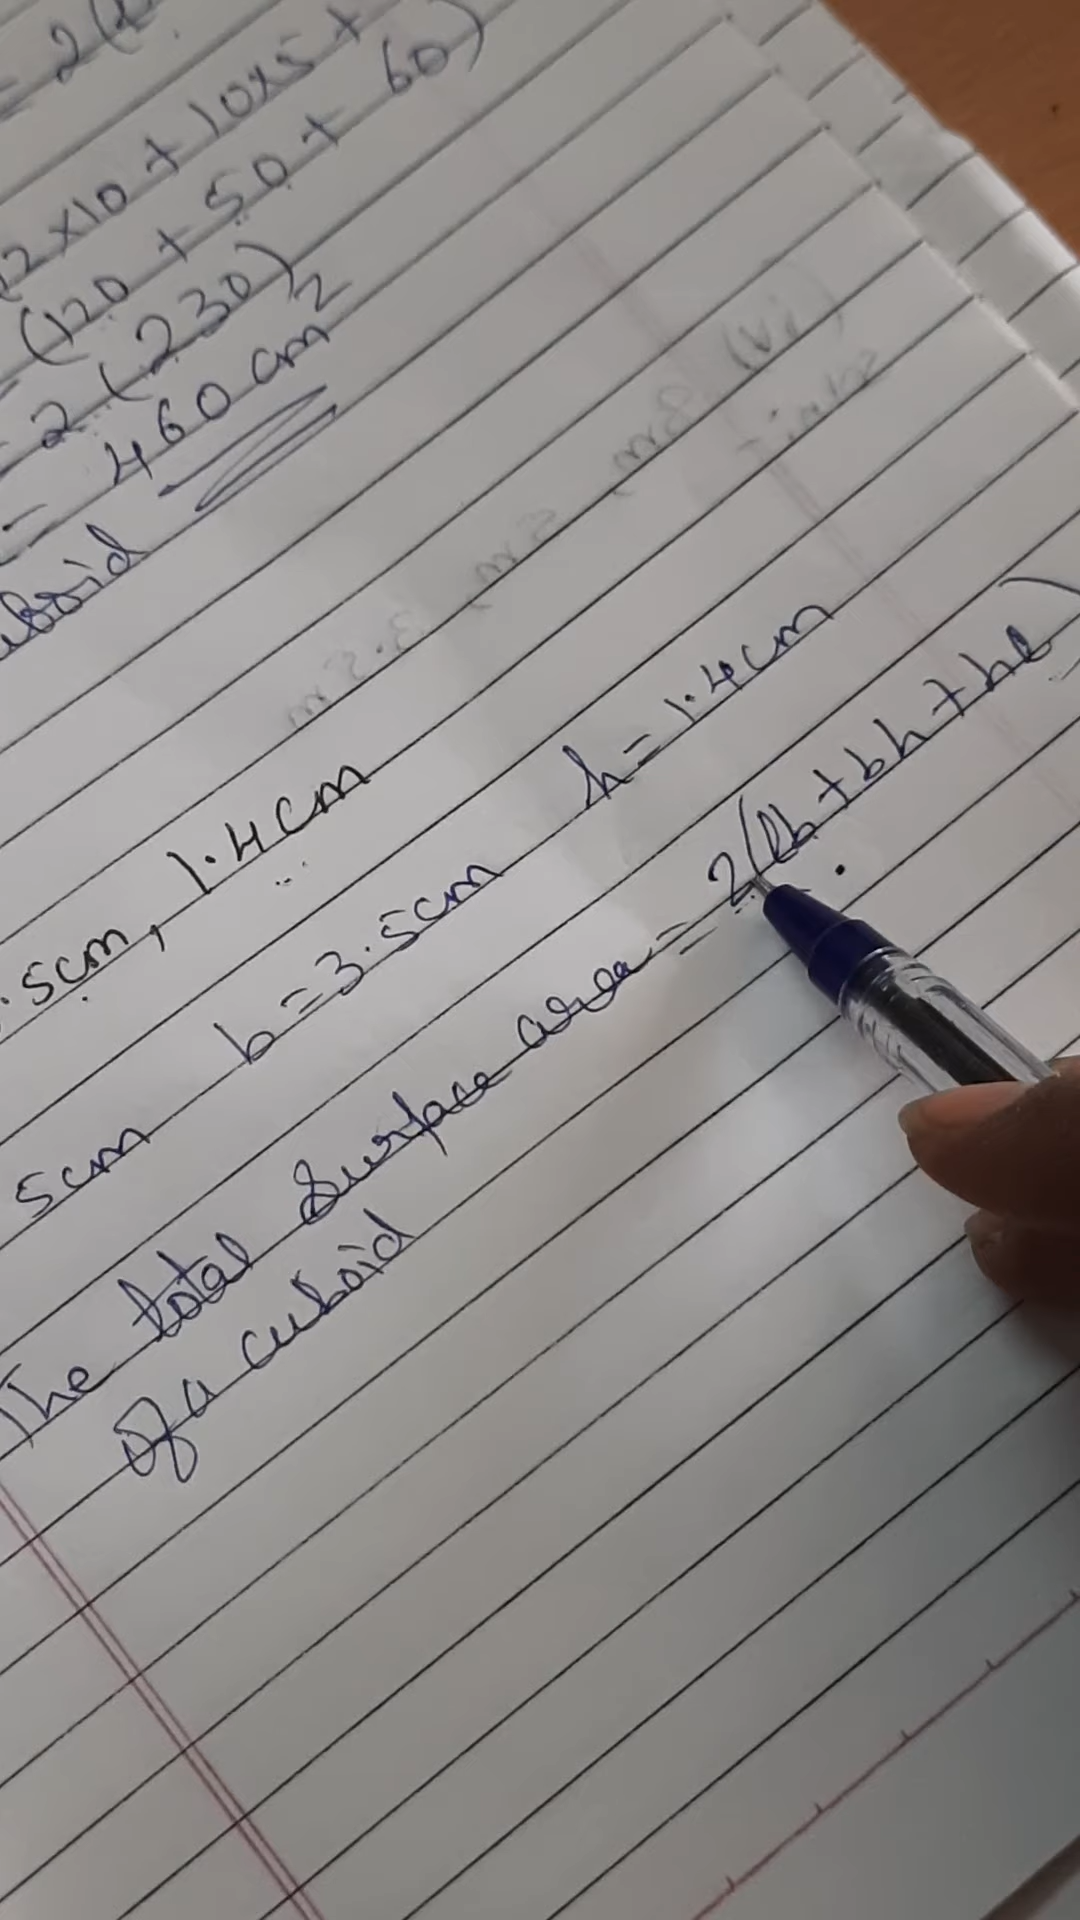 = 2(
12×10 + 10×5 +
(120 + 50 + 60)
= 2 (230)
= 460 cm²
uboid
.5cm, 1.4cm
5cm b=3.5cm h=1.4cm
The total Surface area = 2(lb+bh+hl)
of a cuboid